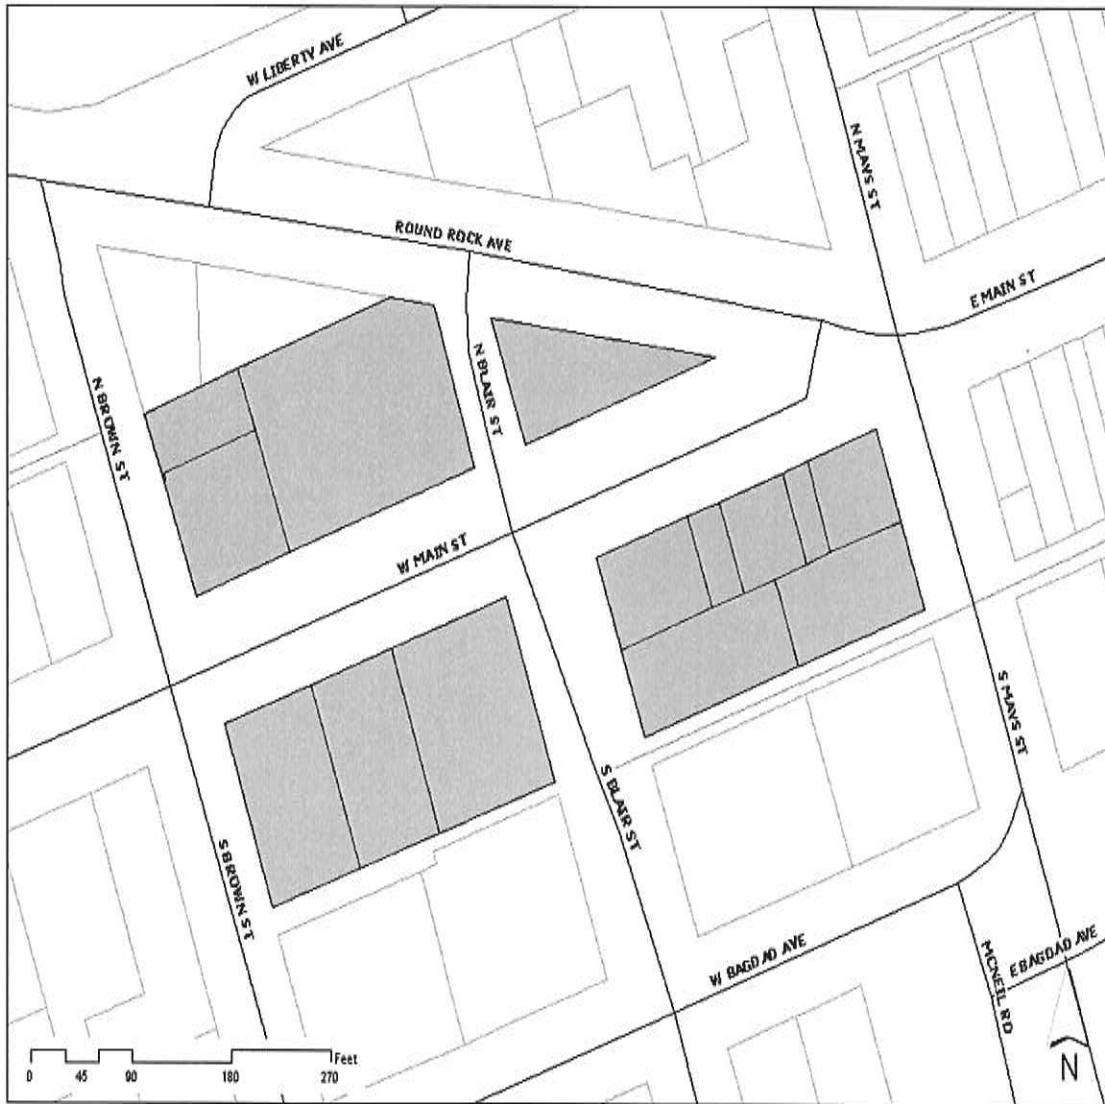 W LIBERTY AVE
N MAYS ST
ROUND ROCK AVE
E MAIN ST
N BLAIR ST
N BROWN ST
W MAIN ST
S MAYS ST
S BLAIR ST
S BROWN ST
W BAGDAD AVE
E BAGDAD AVE
MCNEIL RD
Feet
0 45 90 180 270
N